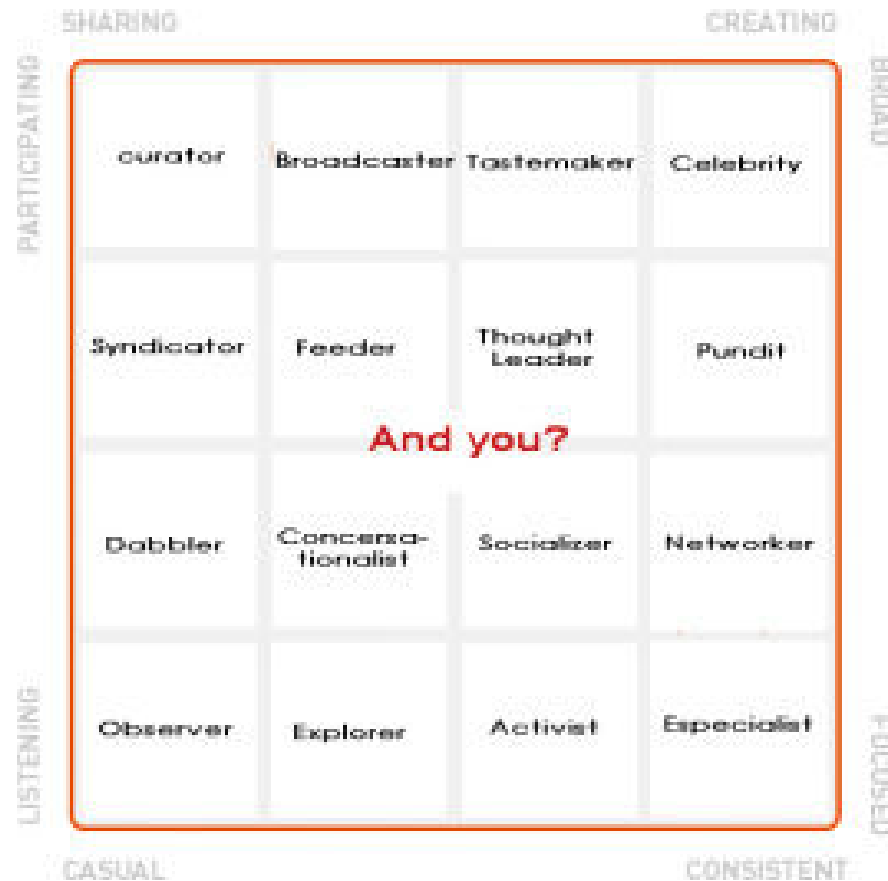 SHARING CREATING
PARTICIPATING
BROAD
curator Broadcaster Tastemaker Celebrity
Syndicator Feeder Thought Leader Pundit
And you?
Dabbler Concersa-
tionalist Socializer Networker
Observer Explorer Activist Especialist
LISTENING
FOCUSED
CASUAL CONSISTENT